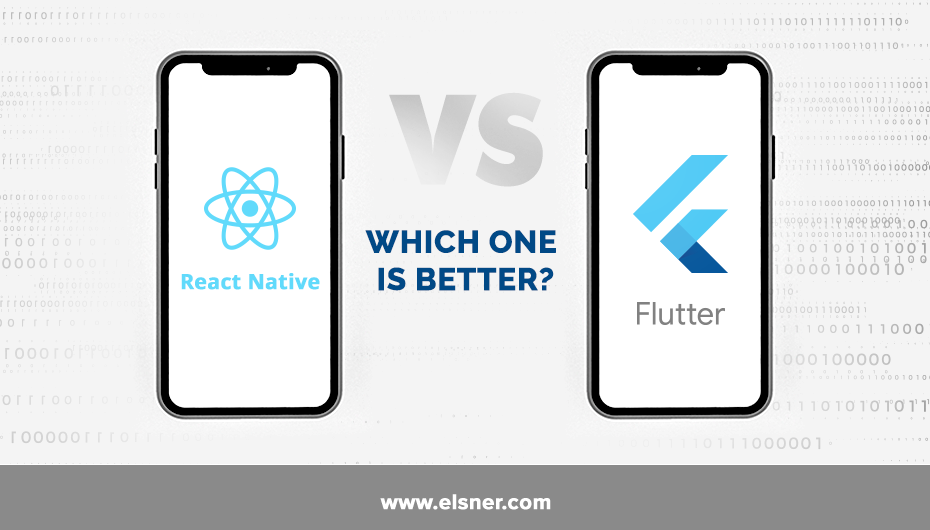 VS
WHICH ONE
IS BETTER?
React Native
Flutter
www.elsner.com